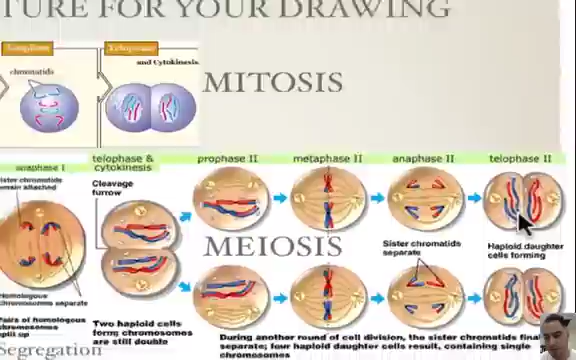 TURE FOR YOUR DRAWING
Anaphase
Telophase
and Cytokinesis
chromatids
MITOSIS
anaphase I
telophase &
cytokinesis
prophase II
metaphase II
anaphase II
telophase II
Sister chromatids
remain attached
Cleavage
furrow
MEIOSIS
Sister chromatids
separate
Haploid daughter
cells forming
Homologous
chromosomes separate
Pairs of homologous
chromosomes
split up
Two haploid cells
form; chromosomes
are still double
During another round of cell division, the sister chromatids fina
separate; four haploid daughter cells result, containing single
chromosomes
Segregation